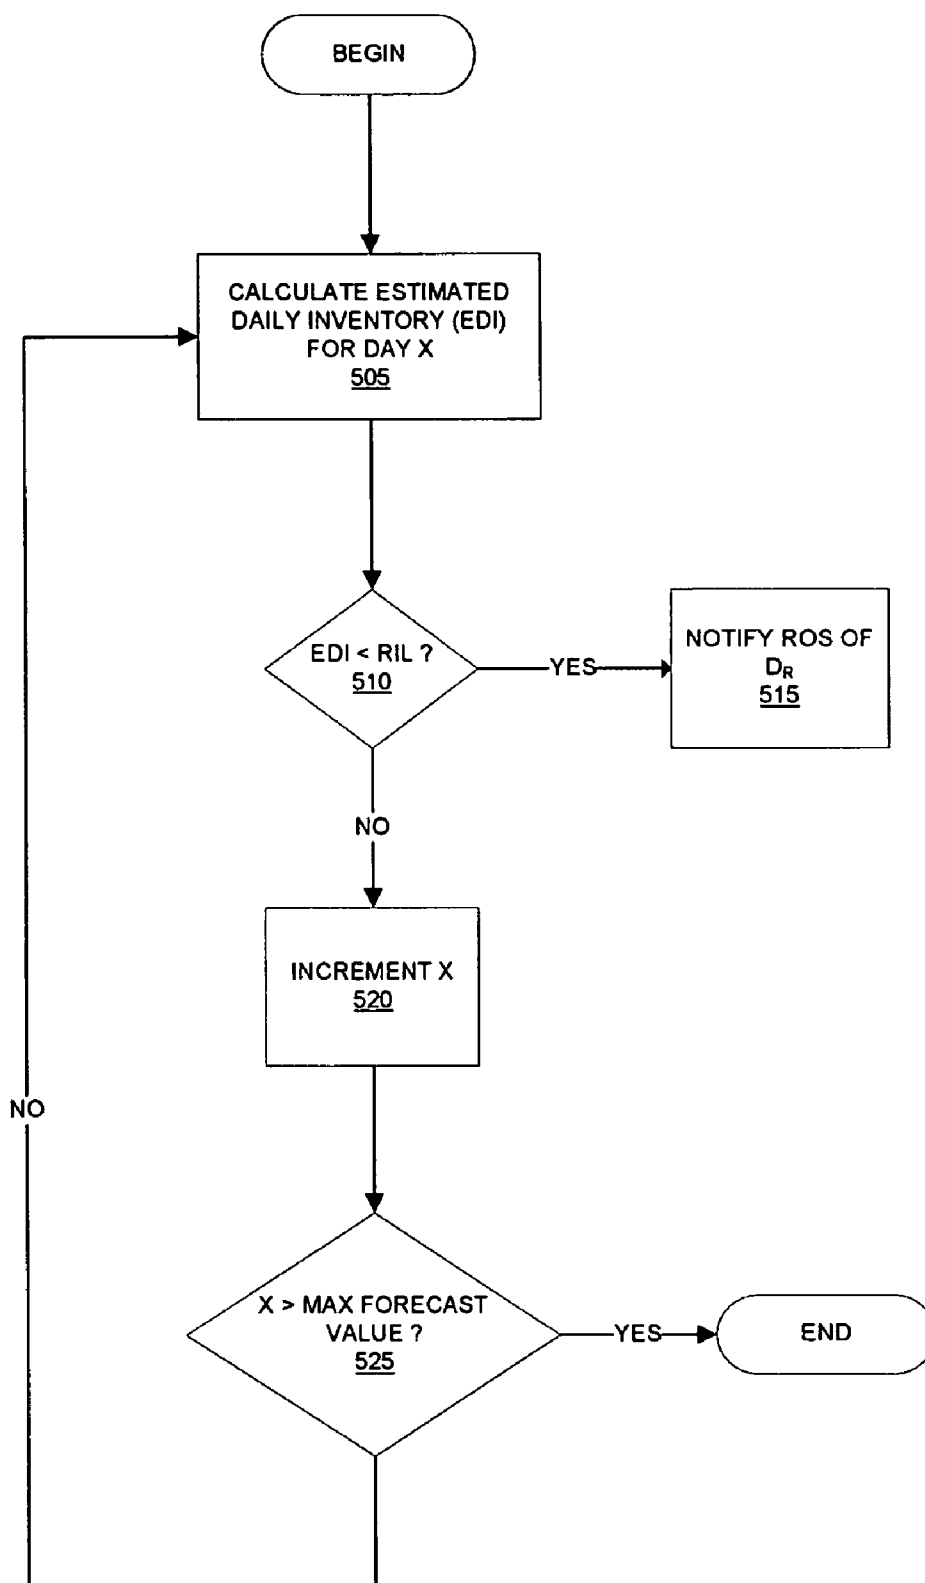 BEGIN
CALCULATE ESTIMATED
DAILY INVENTORY (EDI)
FOR DAY X
505
EDI < RIL ?
510
YES
NOTIFY ROS OF
DR
515
NO
INCREMENT X
520
NO
X > MAX FORECAST
VALUE ?
525
YES
END